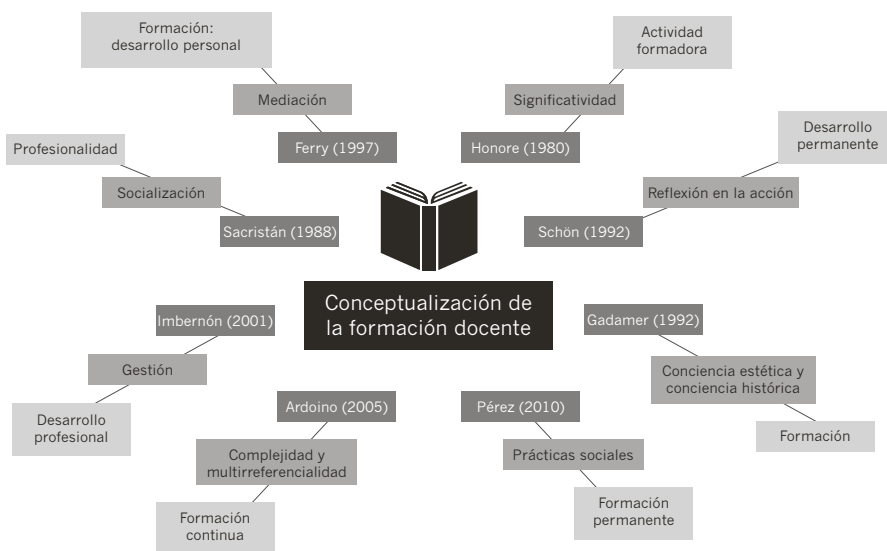 Formación:
desarrollo personal
Mediación
Ferry (1997)
Actividad
formadora
Significatividad
Honore (1980)
Profesionalidad
Socialización
Sacristán (1988)
Desarrollo
permanente
Reflexión en la acción
Schön (1992)
Conceptualización de
la formación docente
Imbernón (2001)
Gestión
Desarrollo
profesional
Gadamer (1992)
Conciencia estética y
conciencia histórica
Formación
Ardoino (2005)
Complejidad y
multirreferencialidad
Formación
continua
Pérez (2010)
Prácticas sociales
Formación
permanente